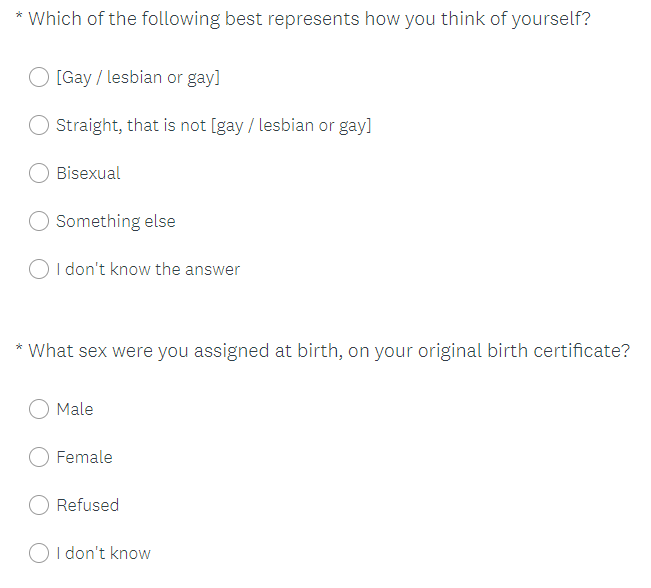 * Which of the following best represents how you think of yourself?
[Gay / lesbian or gay]
Straight, that is not [gay / lesbian or gay]
Bisexual
Something else
I don't know the answer
* What sex were you assigned at birth, on your original birth certificate?
Male
Female
Refused
I don't know